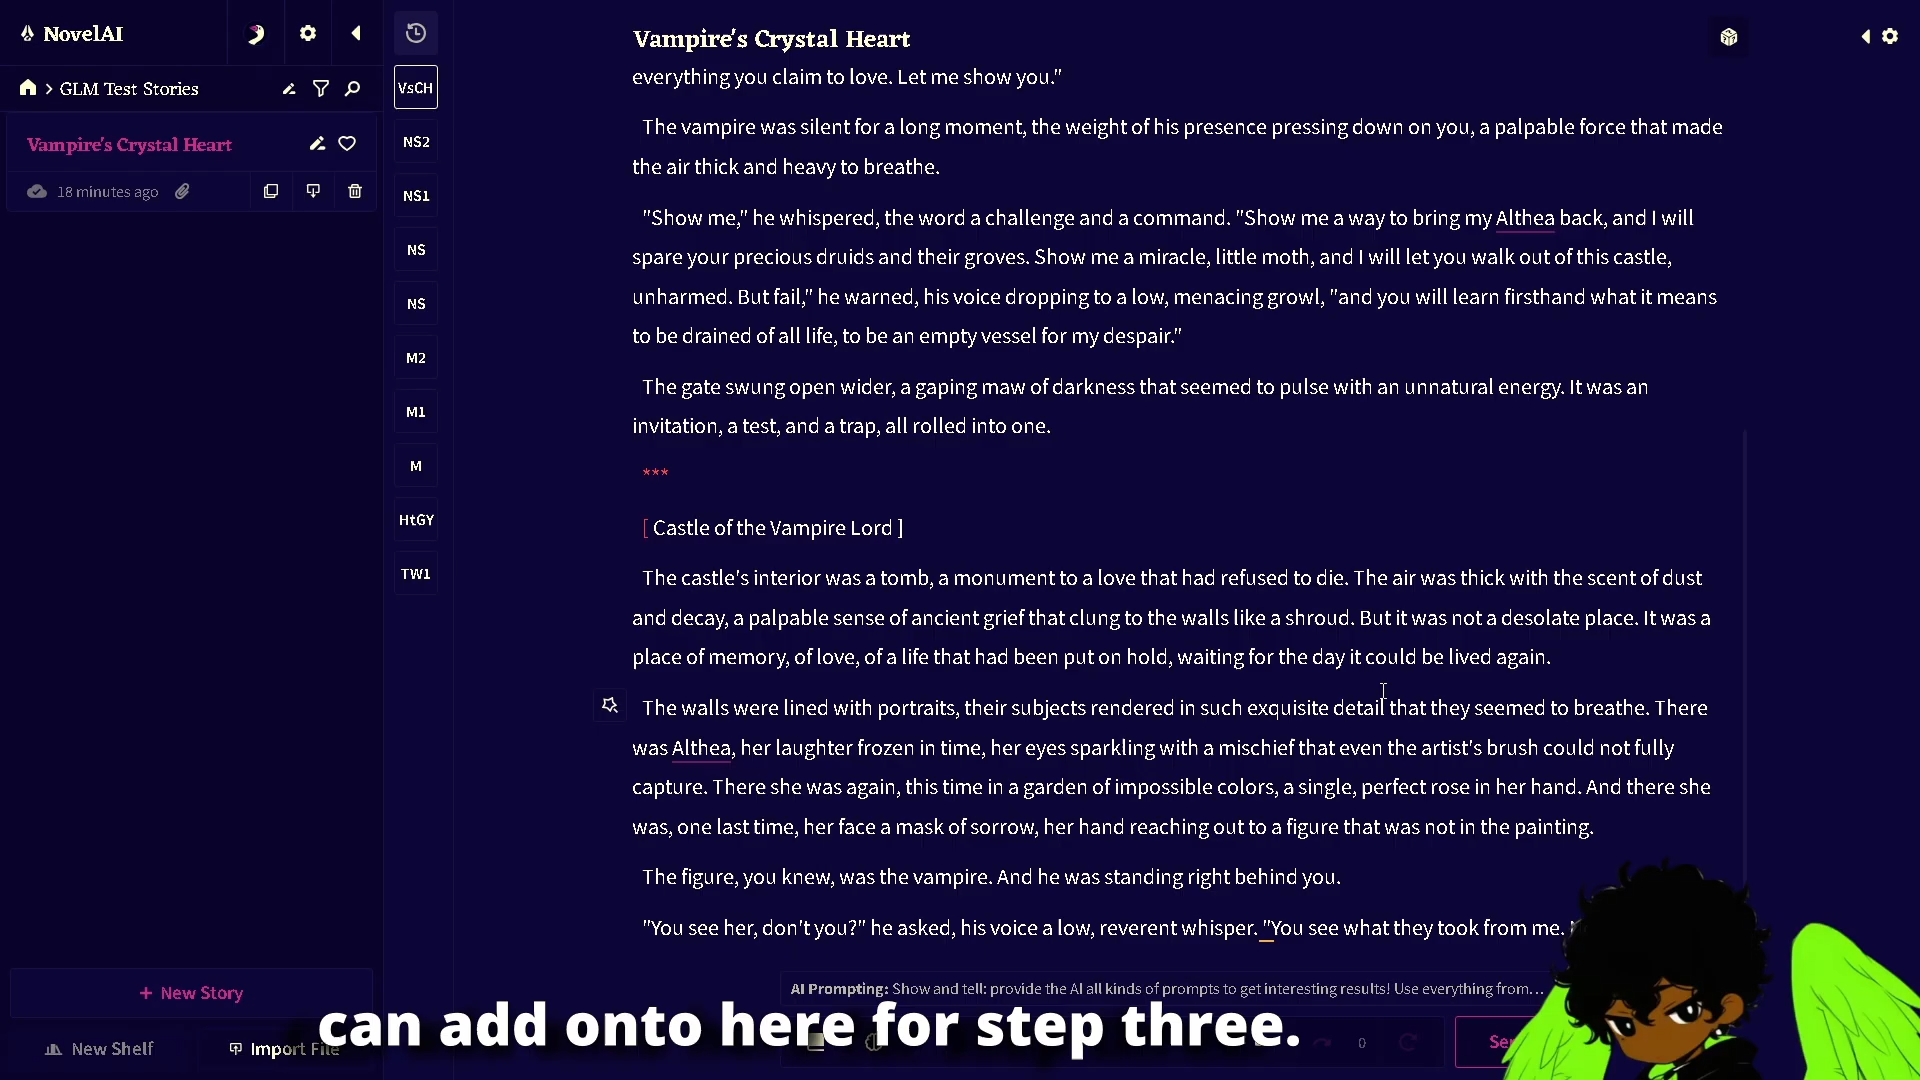 NovelAI
GLM Test Stories
Vampire's Crystal Heart
18 minutes ago
+ New Story
New Shelf
Import File
VsCH
NS2
NS1
NS
NS
M2
M1
M
HtGY
TW1
Vampire's Crystal Heart
everything you claim to love. Let me show you."
The vampire was silent for a long moment, the weight of his presence pressing down on you, a palpable force that made
the air thick and heavy to breathe.
"Show me," he whispered, the word a challenge and a command. "Show me a way to bring my Althea back, and I will
spare your precious druids and their groves. Show me a miracle, little moth, and I will let you walk out of this castle,
unharmed. But fail," he warned, his voice dropping to a low, menacing growl, "and you will learn firsthand what it means
to be drained of all life, to be an empty vessel for my despair."
The gate swung open wider, a gaping maw of darkness that seemed to pulse with an unnatural energy. It was an
invitation, a test, and a trap, all rolled into one.
***
[ Castle of the Vampire Lord ]
The castle's interior was a tomb, a monument to a love that had refused to die. The air was thick with the scent of dust
and decay, a palpable sense of ancient grief that clung to the walls like a shroud. But it was not a desolate place. It was a
place of memory, of love, of a life that had been put on hold, waiting for the day it could be lived again.
The walls were lined with portraits, their subjects rendered in such exquisite detail that they seemed to breathe. There
was Althea, her laughter frozen in time, her eyes sparkling with a mischief that even the artist's brush could not fully
capture. There she was again, this time in a garden of impossible colors, a single, perfect rose in her hand. And there she
was, one last time, her face a mask of sorrow, her hand reaching out to a figure that was not in the painting.
The figure, you knew, was the vampire. And he was standing right behind you.
"You see her, don't you?" he asked, his voice a low, reverent whisper. "You see what they took from me.
AI Prompting: Show and tell: provide the AI all kinds of prompts to get interesting results! Use everything from...
0
can add onto here for step three.